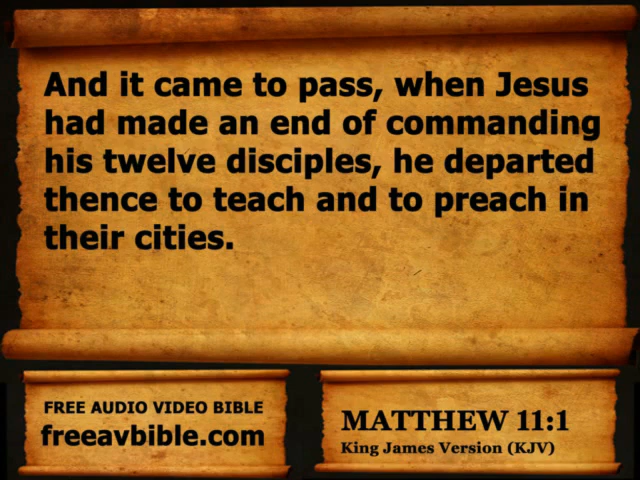 And it came to pass, when Jesus
had made an end of commanding
his twelve disciples, he departed
thence to teach and to preach in
their cities.
FREE AUDIO VIDEO BIBLE
freeavbible.com
MATTHEW 11:1
King James Version (KJV)